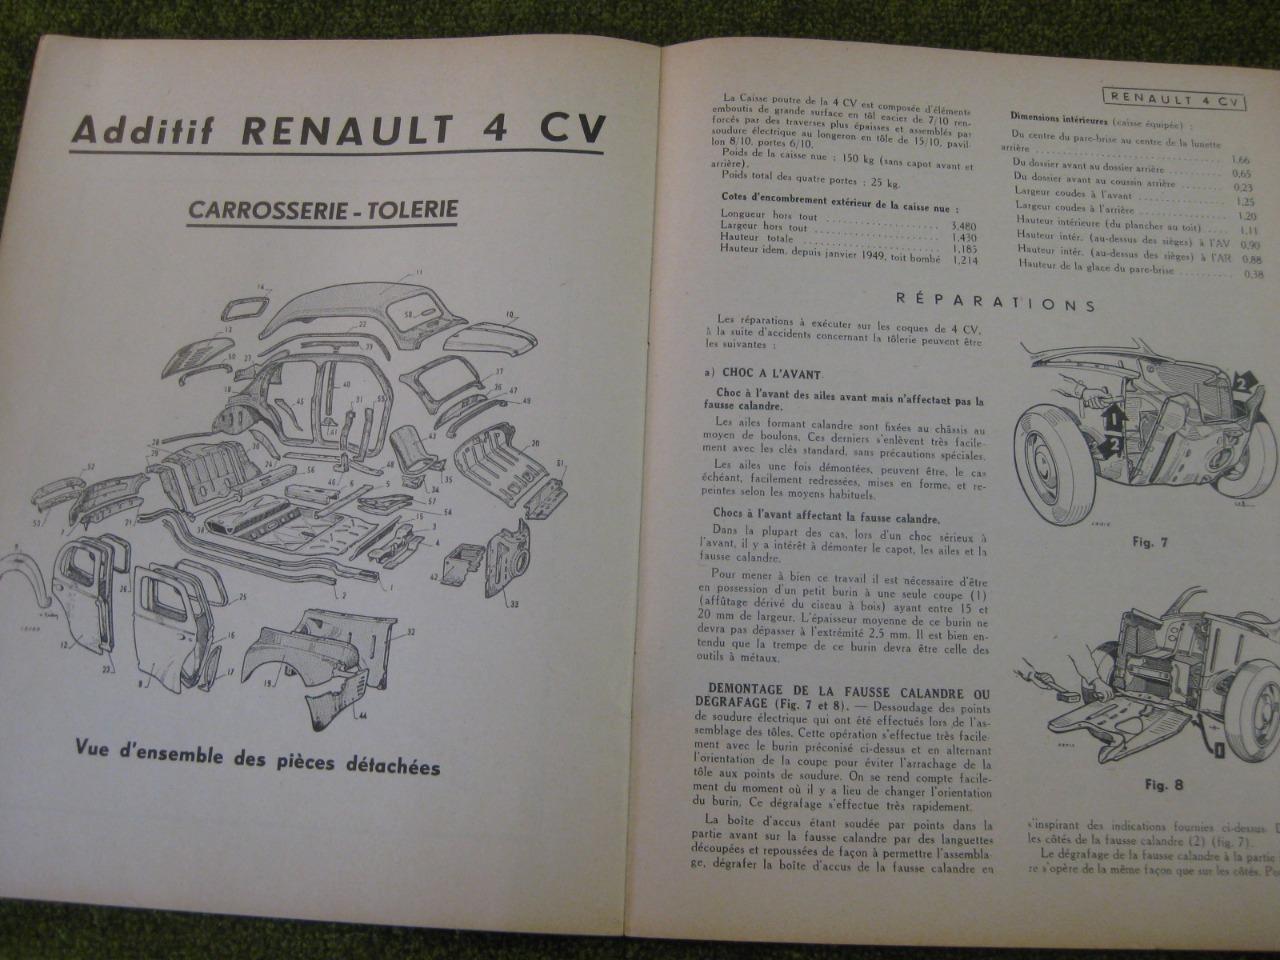 Additif RENAULT 4 CV
CARROSSERIE - TOLERIE
Vue d'ensemble des pièces détachées
RENAULT 4 CV
La Caisse poutre de la 4 CV est composée d'éléments
emboutis de grande surface en tôl eacier de 7/10 ren-
forcés par des traverses plus épaisses et assemblés par
soudure électrique au longeron en tôle de 15/10, pavil-
lon 8/10, portes 6/10.
Poids de la caisse nue : 150 kg (sans capot avant et
arrière).
Poids total des quatre portes : 25 kg.
Cotes d'encombrement extérieur de la caisse nue :
Longueur hors tout 3,480
Largeur hors tout 1,430
Hauteur totale 1,185
Hauteur idem. depuis janvier 1949, toit bombé 1,214
Dimensions intérieures (caisse équipée) :
Du centre du pare-brise au centre de la lunette
arrière 1,66
Du dossier avant au dossier arrière 0,65
Du dossier avant au coussin arrière 0,23
Largeur coudes à l'avant 1,25
Largeur coudes à l'arrière 1,20
Hauteur intérieure (du plancher au toit) 1,11
Hauteur intér. (au-dessus des sièges) à l'AV 0,90
Hauteur intér. (au-dessus des sièges) à l'AR 0,88
Hauteur de la glace du pare-brise 0,38
RÉPARATIONS
Les réparations à exécuter sur les coques de 4 CV,
à la suite d'accidents concernant la tôlerie peuvent être
les suivantes :
a) CHOC A L'AVANT
Choc à l'avant des ailes avant mais n'affectant pas la
fausse calandre.
Les ailes formant calandre sont fixées au châssis au
moyen de boulons. Ces derniers s'enlèvent très facile-
ment avec les clés standard, sans précautions spéciales.
Les ailes une fois démontées, peuvent être, le cas
échéant, facilement redressées, mises en forme, et re-
peintes selon les moyens habituels.
Chocs à l'avant affectant la fausse calandre.
Dans la plupart des cas, lors d'un choc sérieux à
l'avant, il y a intérêt à démonter le capot, les ailes et la
fausse calandre.
Pour mener à bien ce travail il est nécessaire d'être
en possession d'un petit burin à une seule coupe (1)
(affûtage dérivé du ciseau à bois) ayant entre 15 et
20 mm de largeur. L'épaisseur moyenne de ce burin ne
devra pas dépasser à l'extrémité 2,5 mm. Il est bien en-
tendu que la trempe de ce burin devra être celle des
outils à métaux.
DEMONTAGE DE LA FAUSSE CALANDRE OU
DEGRAFAGE (Fig. 7 et 8). — Dessoudage des points
de soudure électrique qui ont été effectués lors de l'as-
semblage des tôles. Cette opération s'effectue très facile-
ment avec le burin préconisé ci-dessus et en alternant
l'orientation de la coupe pour éviter l'arrachage de la
tôle aux points de soudure. On se rend compte facile-
ment du moment où il y a lieu de changer l'orientation
du burin. Ce dégrafage s'effectue très rapidement.
La boîte d'accus étant soudée par points dans la
partie avant sur la fausse calandre par des languettes
découpées et repoussées de façon à permettre l'assembla-
ge, dégrafer la boîte d'accus de la fausse calandre en
Fig. 7
Fig. 8
s'inspirant des indications fournies ci-dessus
les côtés de la fausse calandre (2) (fig. 7).
Le dégrafage de la fausse calandre à la partie
re s'opère de la même façon que sur les côtés.